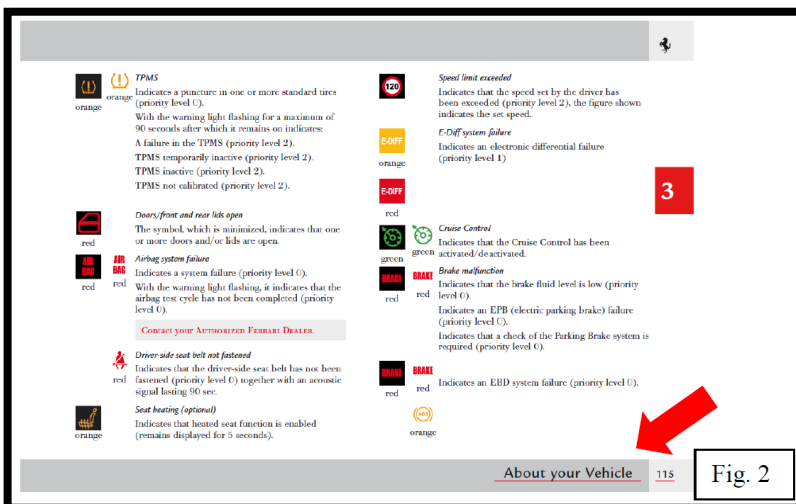 TPMS
orange
orange
Indicates a puncture in one or more standard tires
(priority level 0).
With the warning light flashing for a maximum of
90 seconds after which it remains on indicates:
A failure in the TPMS (priority level 2).
TPMS temporarily inactive (priority level 2).
TPMS inactive (priority level 2).
TPMS not calibrated (priority level 2).
Doors/front and rear lids open
red
The symbol, which is minimized, indicates that one
or more doors and/or lids are open.
AIR BAG
red
AIR BAG
red
Airbag system failure
Indicates a system failure (priority level 0).
With the warning light flashing, it indicates that the
airbag test cycle has not been completed (priority
level 0).
Contact your AUTHORIZED FERRARI DEALER.
Driver-side seat belt not fastened
red
Indicates that the driver-side seat belt has not been
fastened (priority level 0) together with an acoustic
signal lasting 90 sec.
Seat heating (optional)
orange
Indicates that heated seat function is enabled
(remains displayed for 5 seconds).
120
Speed limit exceeded
Indicates that the speed set by the driver has
been exceeded (priority level 2), the figure shown
indicates the set speed.
E-DIFF
orange
E-Diff system failure
Indicates an electronic differential failure
(priority level 1)
E-DIFF
red
3
Cruise Control
green
green
Indicates that the Cruise Control has been
activated/deactivated.
BRAKE
red
BRAKE
red
Brake malfunction
Indicates that the brake fluid level is low (priority
level 0).
Indicates an EPB (electric parking brake) failure
(priority level 0).
Indicates that a check of the Parking Brake system is
required (priority level 0).
BRAKE
red
BRAKE
red
Indicates an EBD system failure (priority level 0).
ABS
orange
About your Vehicle 115
Fig. 2